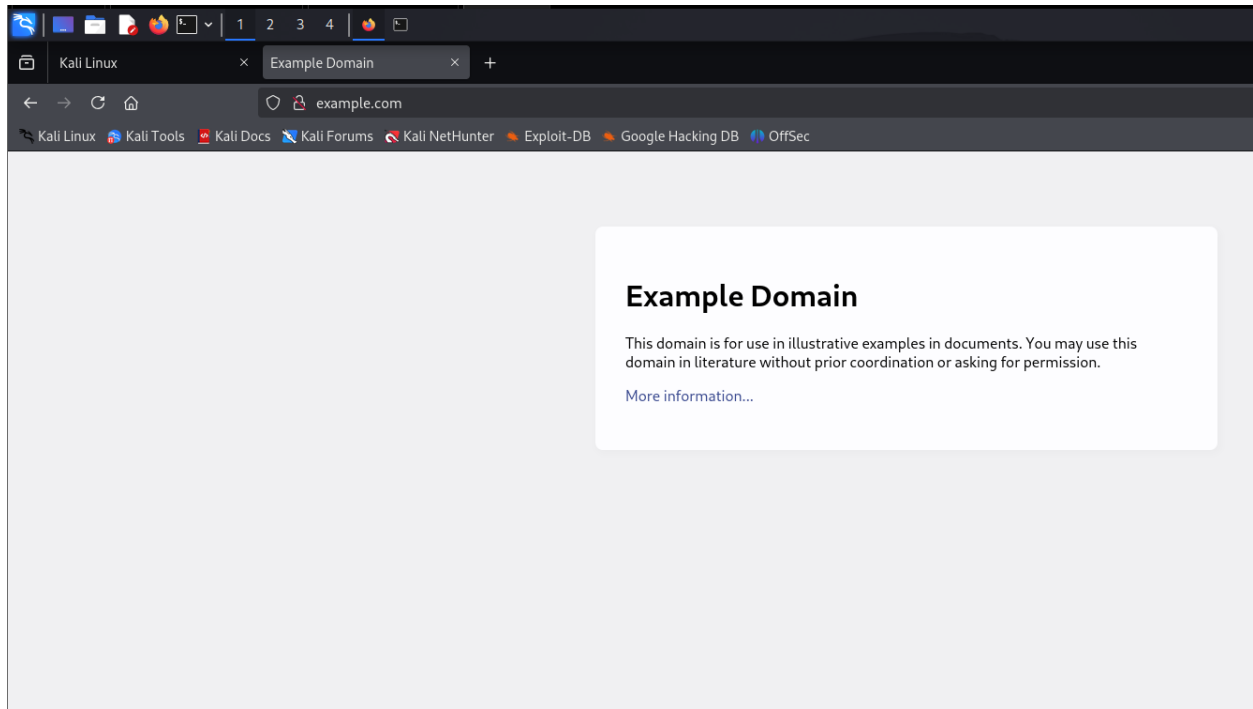 1 2 3 4
Kali Linux Example Domain
example.com
Kali Linux Kali Tools Kali Docs Kali Forums Kali NetHunter Exploit-DB Google Hacking DB OffSec
Example Domain
This domain is for use in illustrative examples in documents. You may use this
domain in literature without prior coordination or asking for permission.
More information...